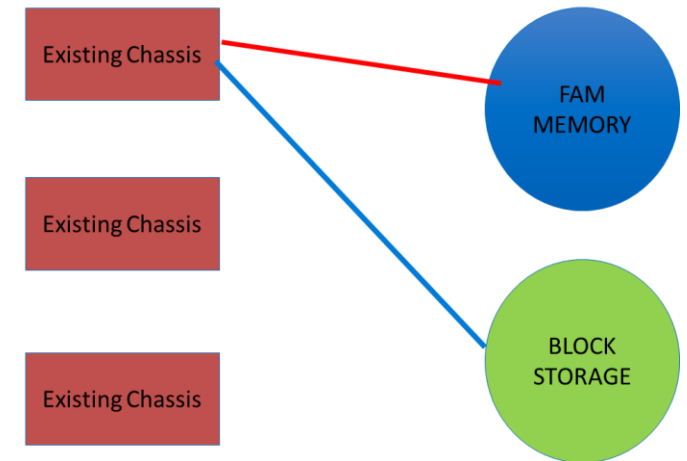 Existing Chassis
FAM
MEMORY
Existing Chassis
BLOCK
STORAGE
Existing Chassis